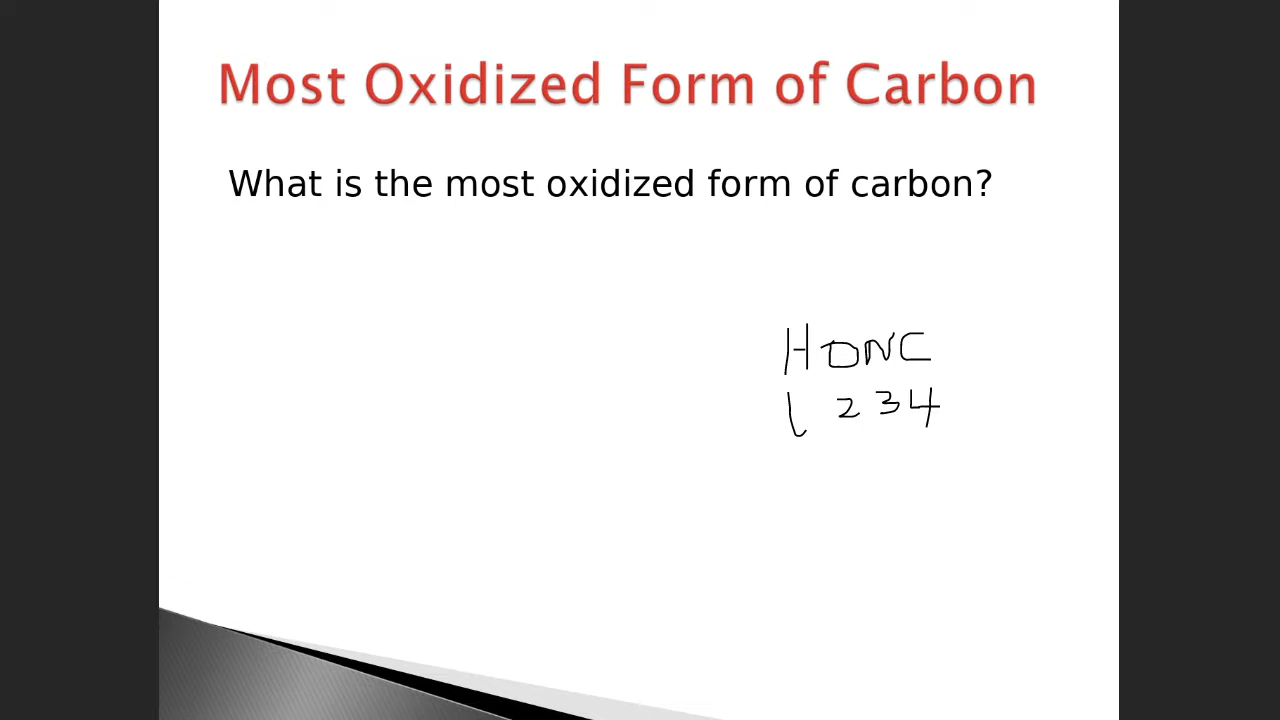 Most Oxidized Form of Carbon
What is the most oxidized form of carbon?
HONC
1 2 3 4